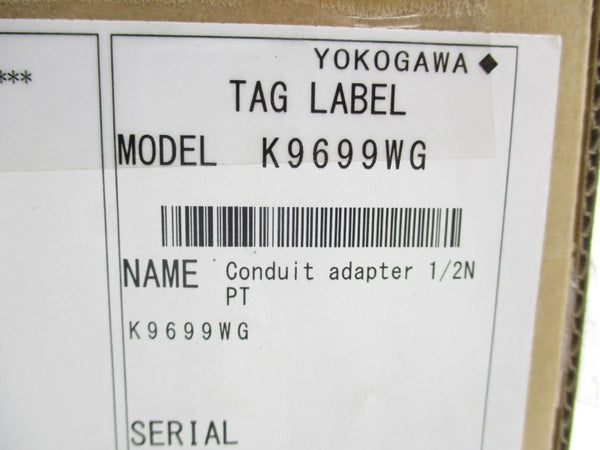 ***
YOKOGAWA ◆
TAG LABEL
MODEL K9699WG
NAME Conduit adapter 1/2N
PT
K9699WG
SERIAL